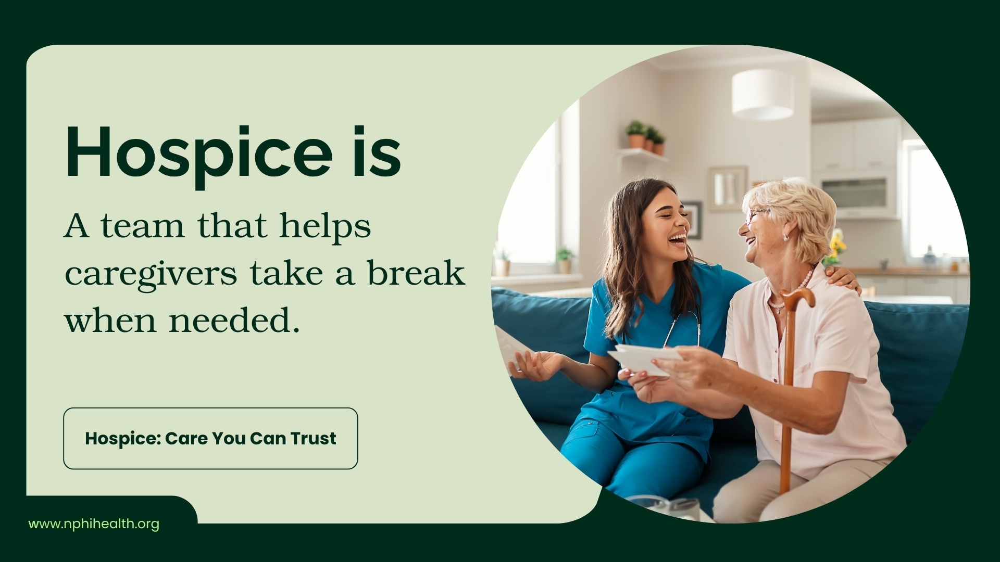 Hospice is
A team that helps
caregivers take a break
when needed.
Hospice: Care You Can Trust
www.nphihealth.org